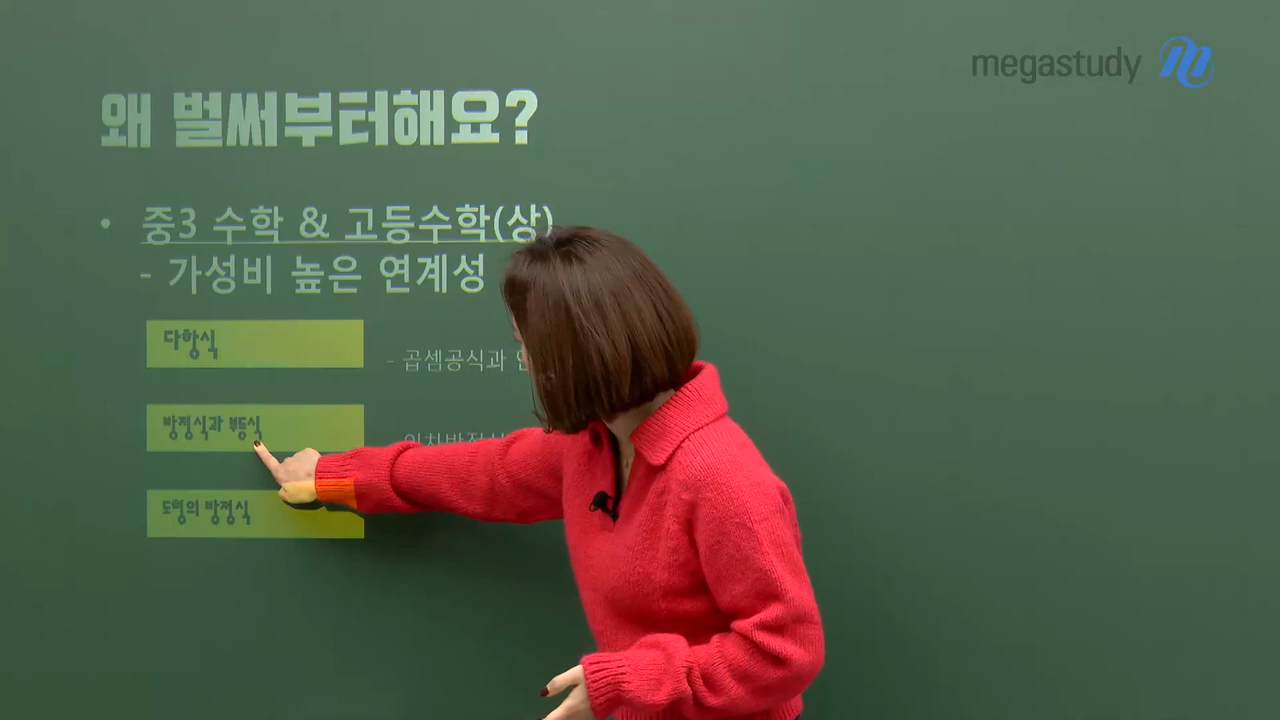 megastudy
왜 벌써부터해요?
• 중3 수학 & 고등수학(상)
- 가성비 높은 연계성
다항식
- 곱셈공식과
방정식과 부등식
도형의 방정식